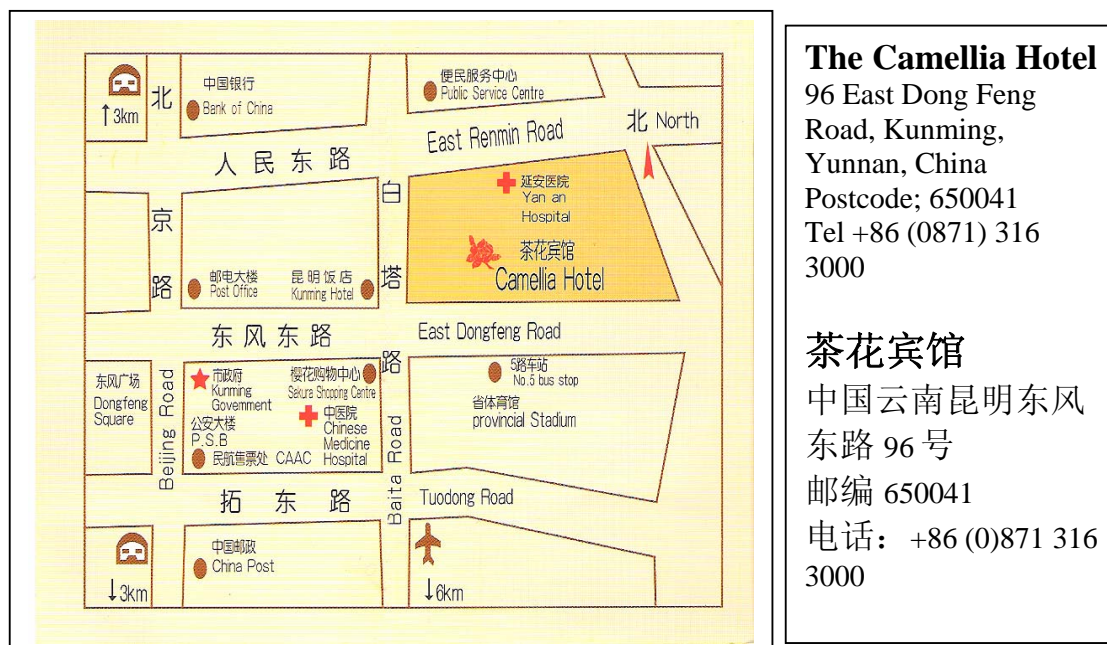 中国银行
Bank of China
↑3km
北
便民服务中心
Public Service Centre
East Renmin Road
北 North
人民东路
延安医院
Yan an
Hospital
茶花宾馆
Camellia Hotel
京
路
白
塔
路
邮电大楼
Post Office
昆明饭店
Kunming Hotel
东风东路
East Dongfeng Road
东风广场
Dongfeng
Square
Beijing Road
市政府
Kunming
Government
樱花购物中心
Sakura Shopping Centre
公安大楼
P.S.B
民航售票处 CAAC
中医院
Chinese
Medicine
Hospital
Baita Road
5路车站
No.5 bus stop
省体育馆
provincial Stadium
拓东路
Tuodong Road
↓3km
中国邮政
China Post
↓6km
The Camellia Hotel
96 East Dong Feng
Road, Kunming,
Yunnan, China
Postcode; 650041
Tel +86 (0871) 316
3000
茶花宾馆
中国云南昆明东风
东路 96 号
邮编 650041
电话：+86 (0)871 316
3000